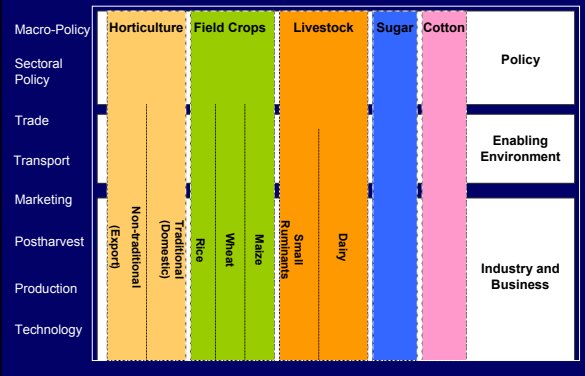 Macro-Policy
Sectoral
Policy
Trade
Transport
Marketing
Postharvest
Production
Technology
Horticulture
Field Crops
Livestock
Sugar
Cotton
Non-traditional
(Export)
Traditional
(Domestic)
Rice
Wheat
Maize
Small
Ruminants
Dairy
Policy
Enabling
Environment
Industry and
Business